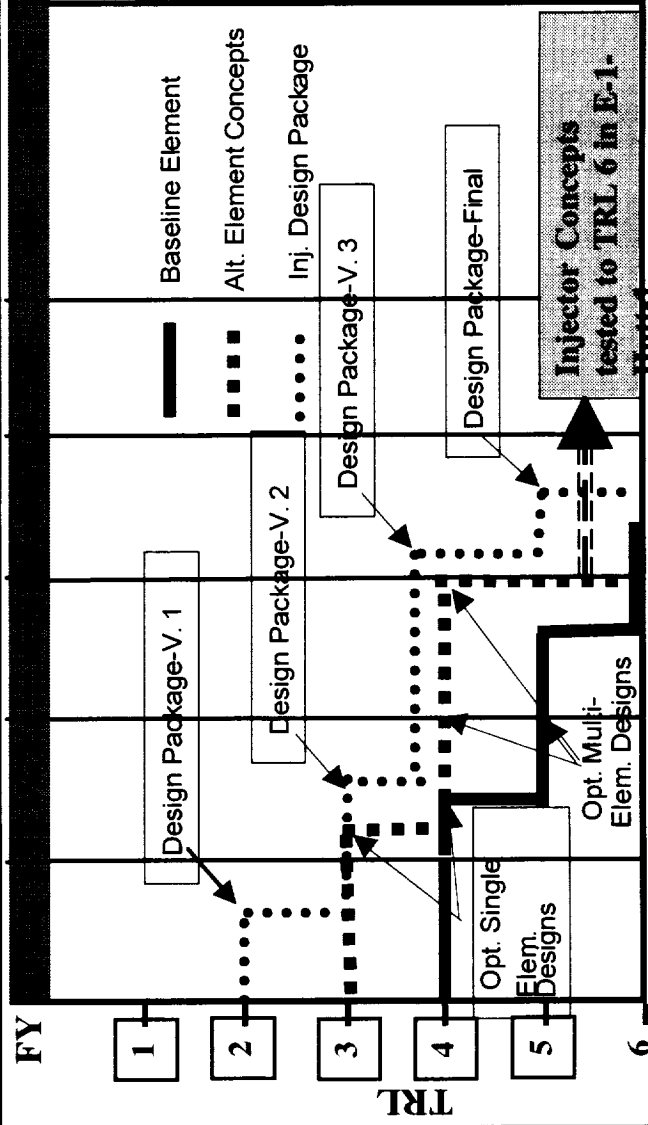 FY
TRL
1
2
3
4
5
6
Baseline Element
Alt. Element Concepts
Inj. Design Package
Design Package-V. 1
Design Package-V. 2
Design Package-V. 3
Design Package-Final
Opt. Single
Elem.
Designs
Opt. Multi-
Elem. Designs
Injector Concepts
tested to TRL 6 in E-1-